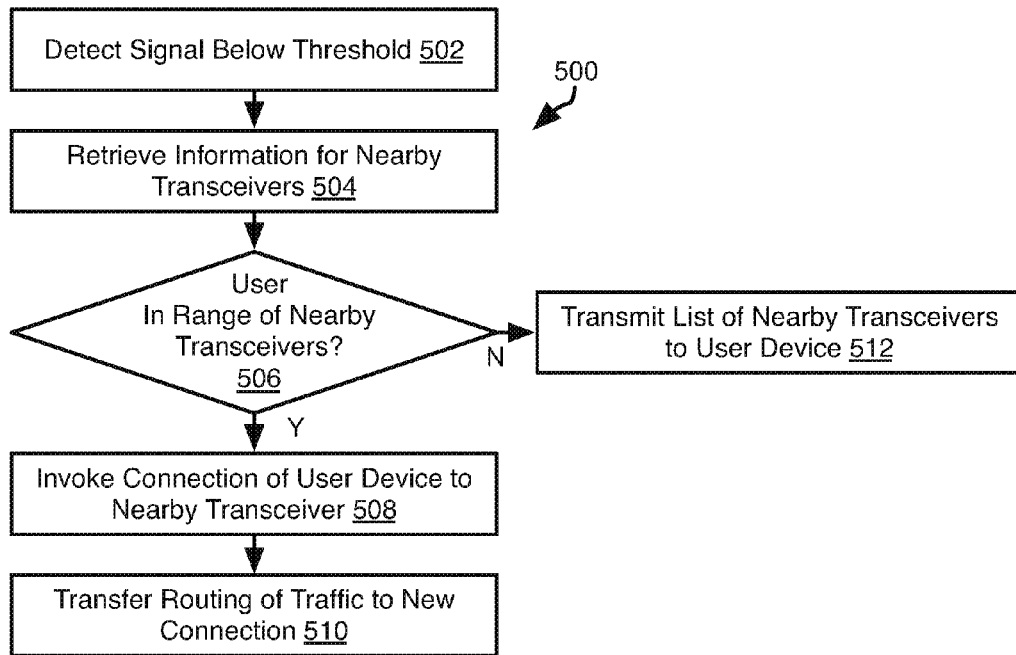 Detect Signal Below Threshold 502
500
Retrieve Information for Nearby
Transceivers 504
User
In Range of Nearby
Transceivers?
506
N
Transmit List of Nearby Transceivers
to User Device 512
Y
Invoke Connection of User Device to
Nearby Transceiver 508
Transfer Routing of Traffic to New
Connection 510